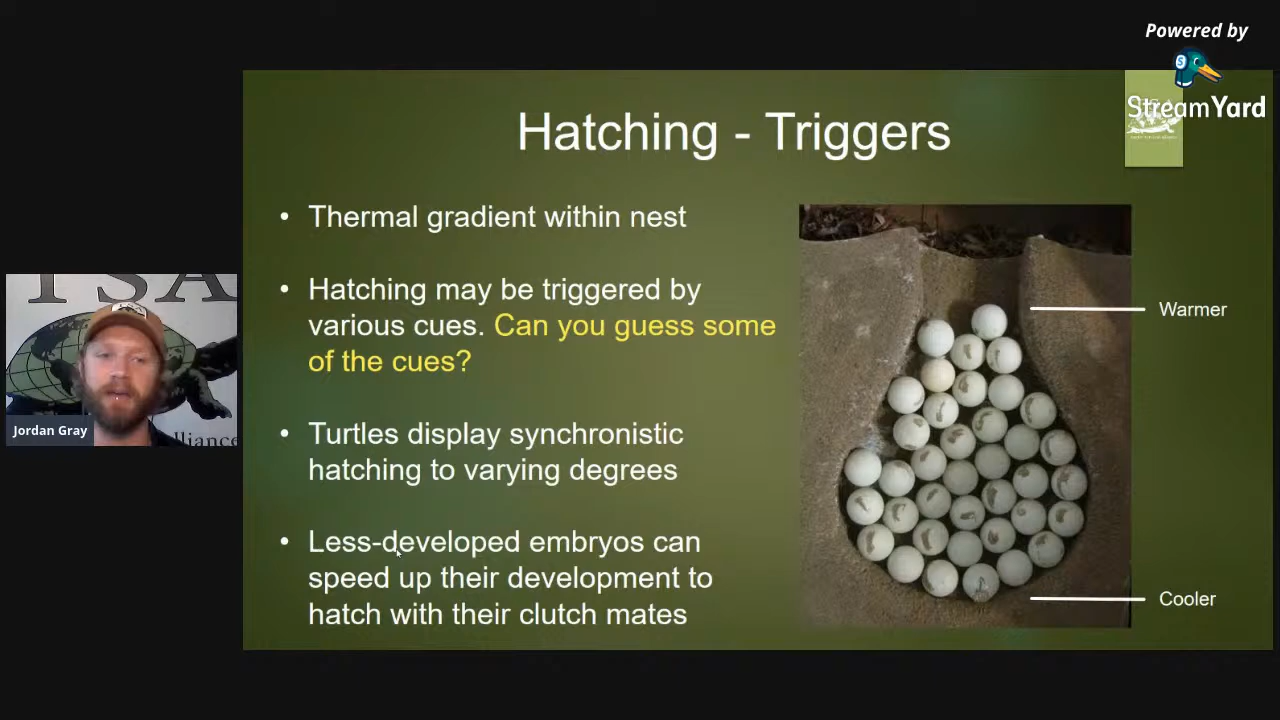 Powered by
StreamYard
Hatching - Triggers
• Thermal gradient within nest
• Hatching may be triggered by
various cues. Can you guess some
of the cues?
• Turtles display synchronistic
hatching to varying degrees
• Less-developed embryos can
speed up their development to
hatch with their clutch mates
Warmer
Cooler
TSA
Jordan Gray
lliance